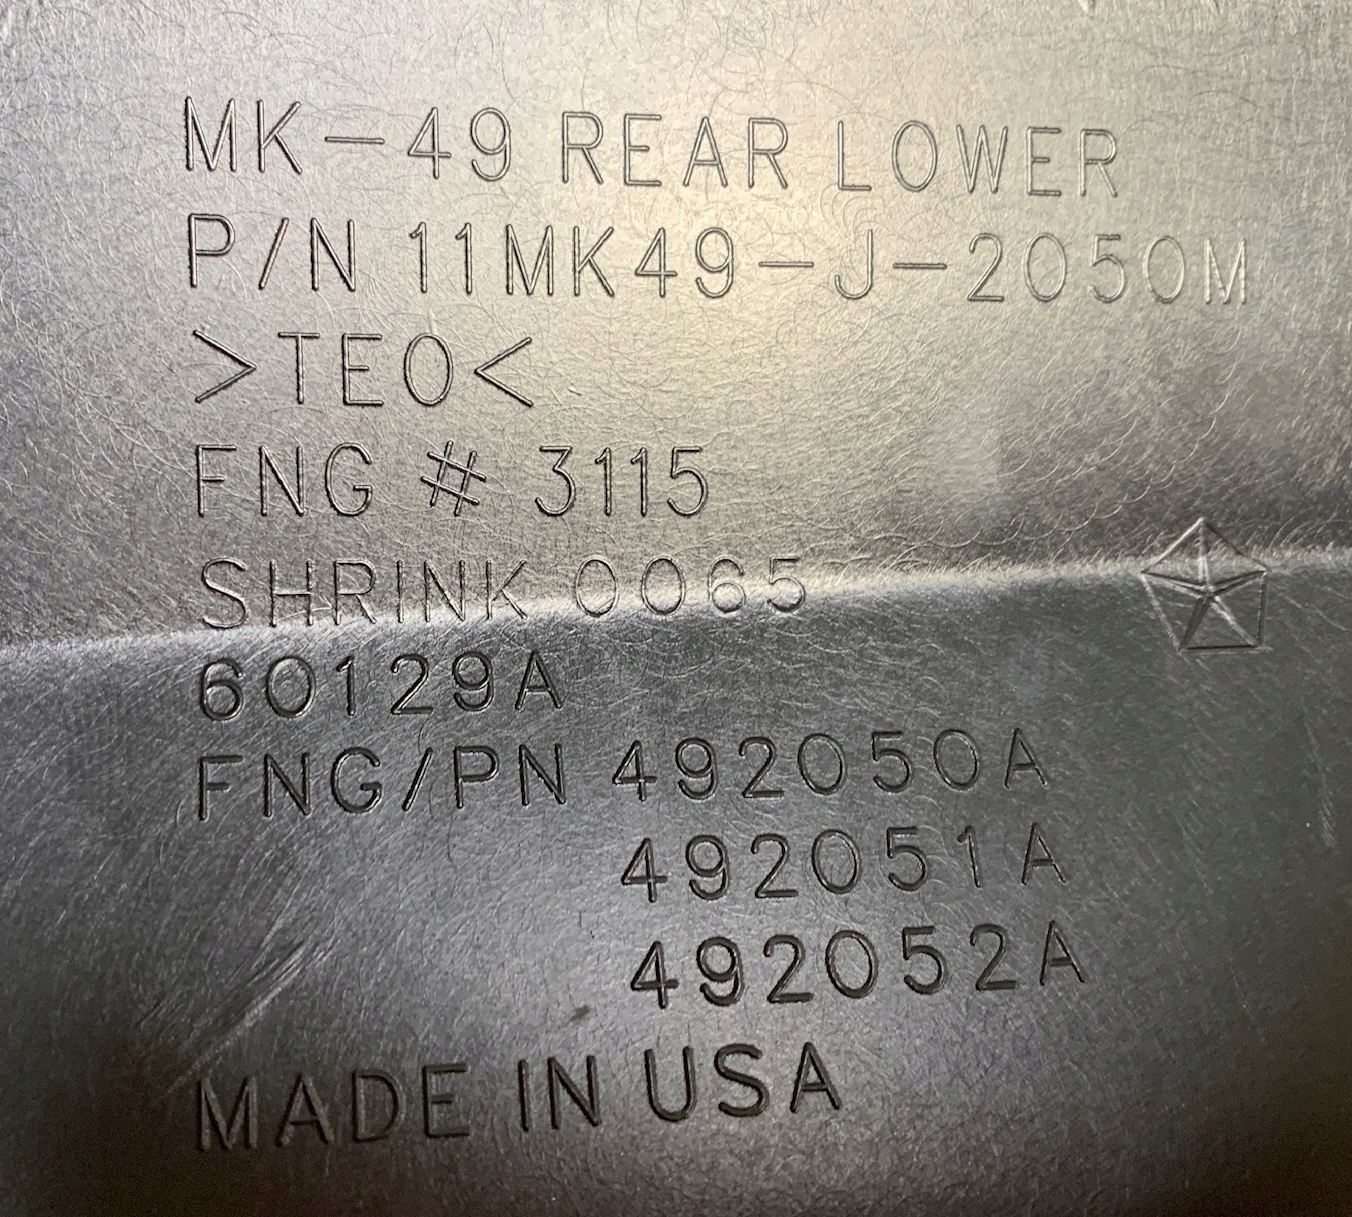 MK-49 REAR LOWER
P/N 11MK49-J-2050M
>TEO<
FNG # 3115
SHRINK 0065
60129A
FNG/PN 492050A
492051A
492052A
MADE IN USA